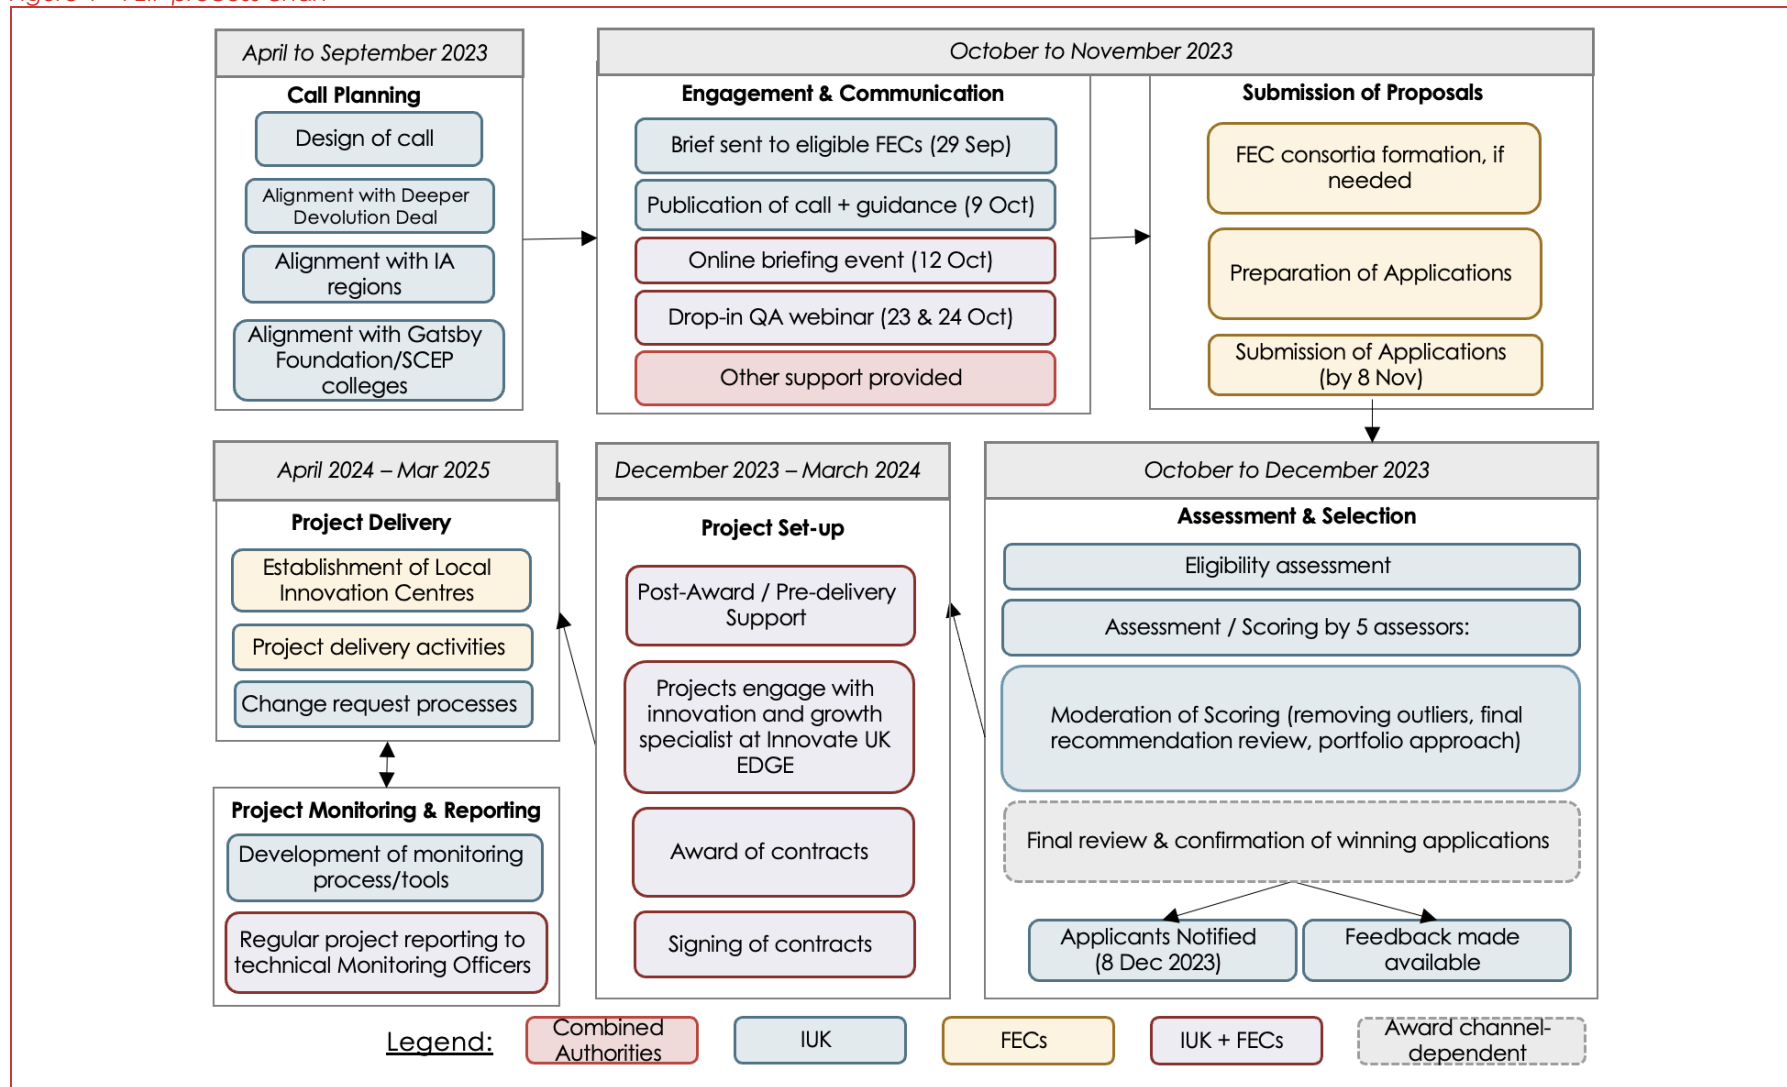 April to September 2023
Call Planning
Design of call
Alignment with Deeper
Devolution Deal
Alignment with IA
regions
Alignment with Gatsby
Foundation/SCEP
colleges
October to November 2023
Engagement & Communication
Brief sent to eligible FECs (29 Sep)
Publication of call + guidance (9 Oct)
Online briefing event (12 Oct)
Drop-in QA webinar (23 & 24 Oct)
Other support provided
Submission of Proposals
FEC consortia formation, if
needed
Preparation of Applications
Submission of Applications
(by 8 Nov)
October to December 2023
Assessment & Selection
Eligibility assessment
Assessment / Scoring by 5 assessors:
Moderation of Scoring (removing outliers, final
recommendation review, portfolio approach)
Final review & confirmation of winning applications
Applicants Notified
(8 Dec 2023)
Feedback made
available
December 2023 – March 2024
Project Set-up
Post-Award / Pre-delivery
Support
Projects engage with
innovation and growth
specialist at Innovate UK
EDGE
Award of contracts
Signing of contracts
April 2024 – Mar 2025
Project Delivery
Establishment of Local
Innovation Centres
Project delivery activities
Change request processes
Project Monitoring & Reporting
Development of monitoring
process/tools
Regular project reporting to
technical Monitoring Officers
Legend:
Combined
Authorities
IUK
FECs
IUK + FECs
Award channel-
dependent